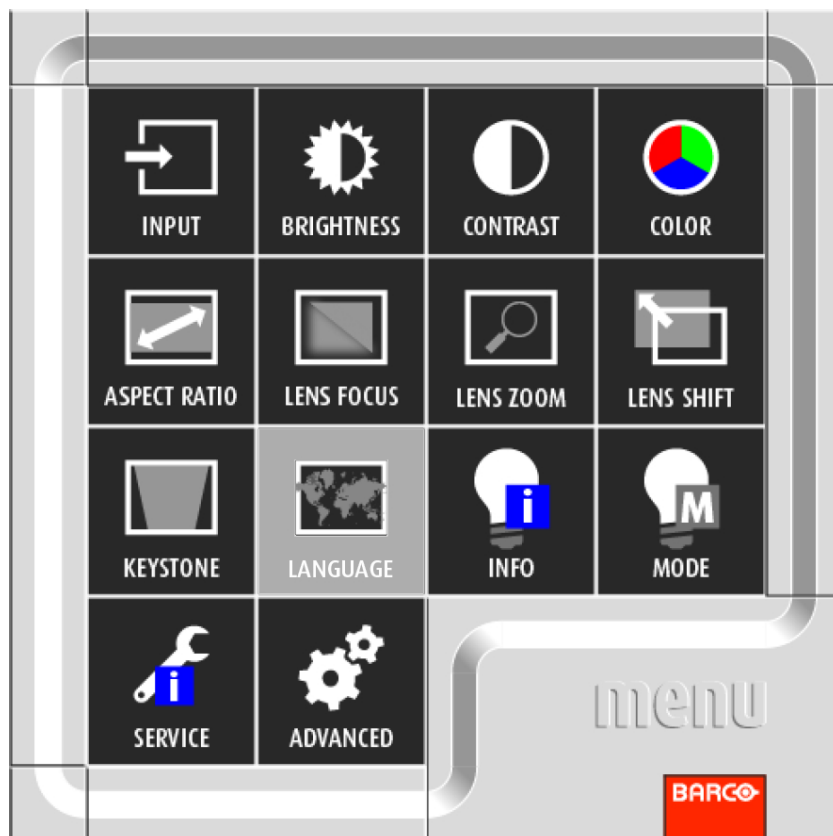 INPUT
BRIGHTNESS
CONTRAST
COLOR
ASPECT RATIO
LENS FOCUS
LENS ZOOM
LENS SHIFT
KEYSTONE
LANGUAGE
i
INFO
M
MODE
i
SERVICE
ADVANCED
menu
BARCO